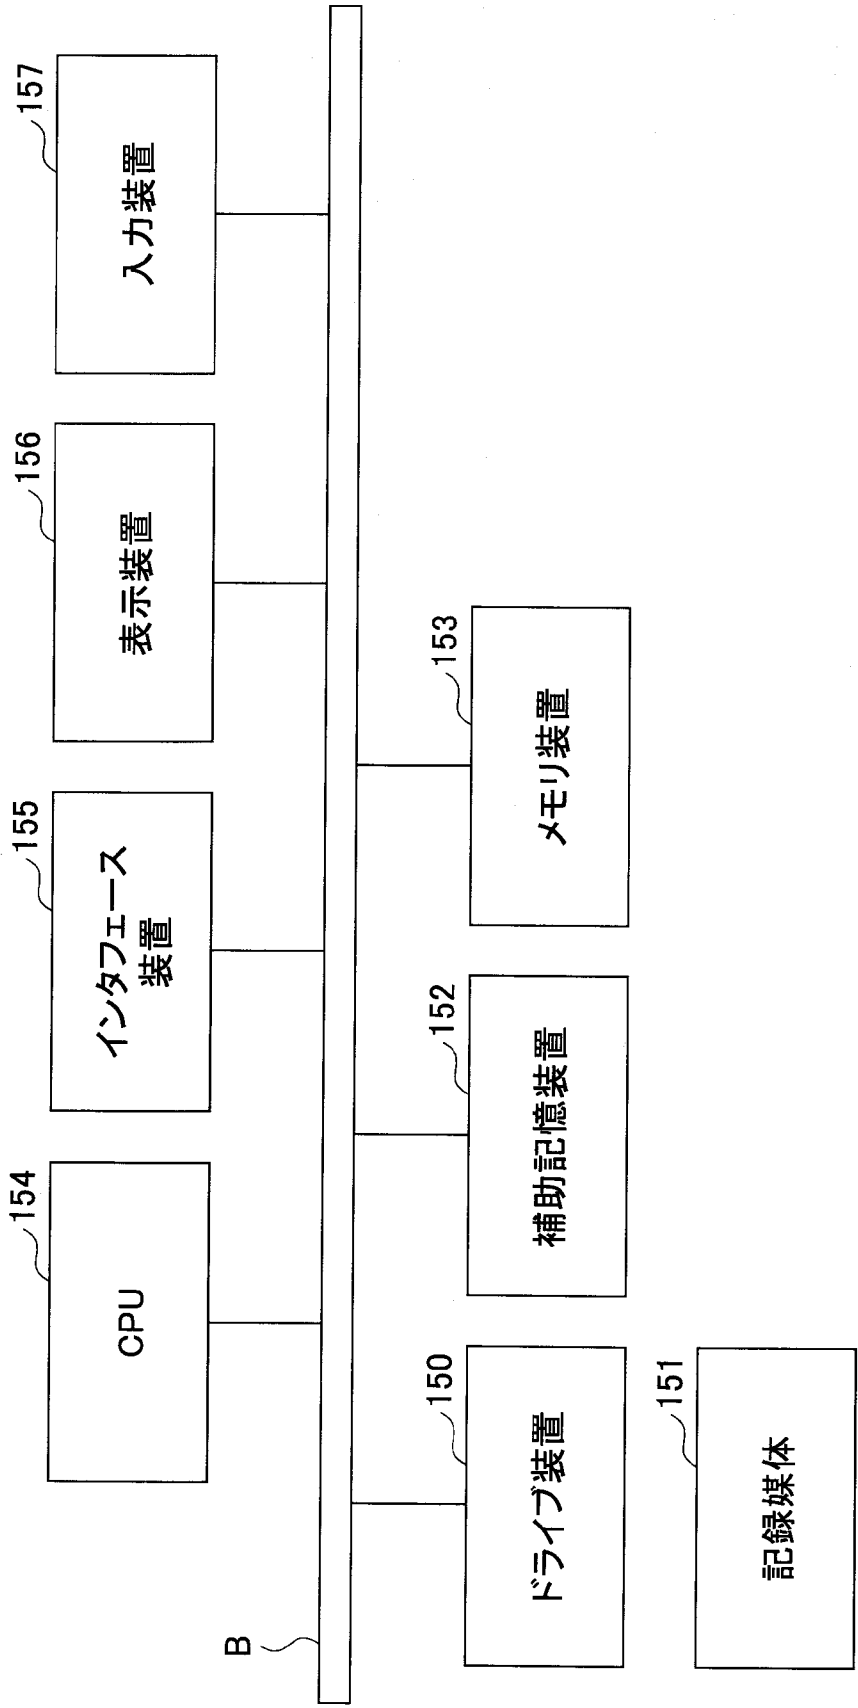 154
CPU
155
インタフェース
装置
156
表示装置
157
入力装置
B
150
ドライブ装置
152
補助記憶装置
153
メモリ装置
151
記録媒体